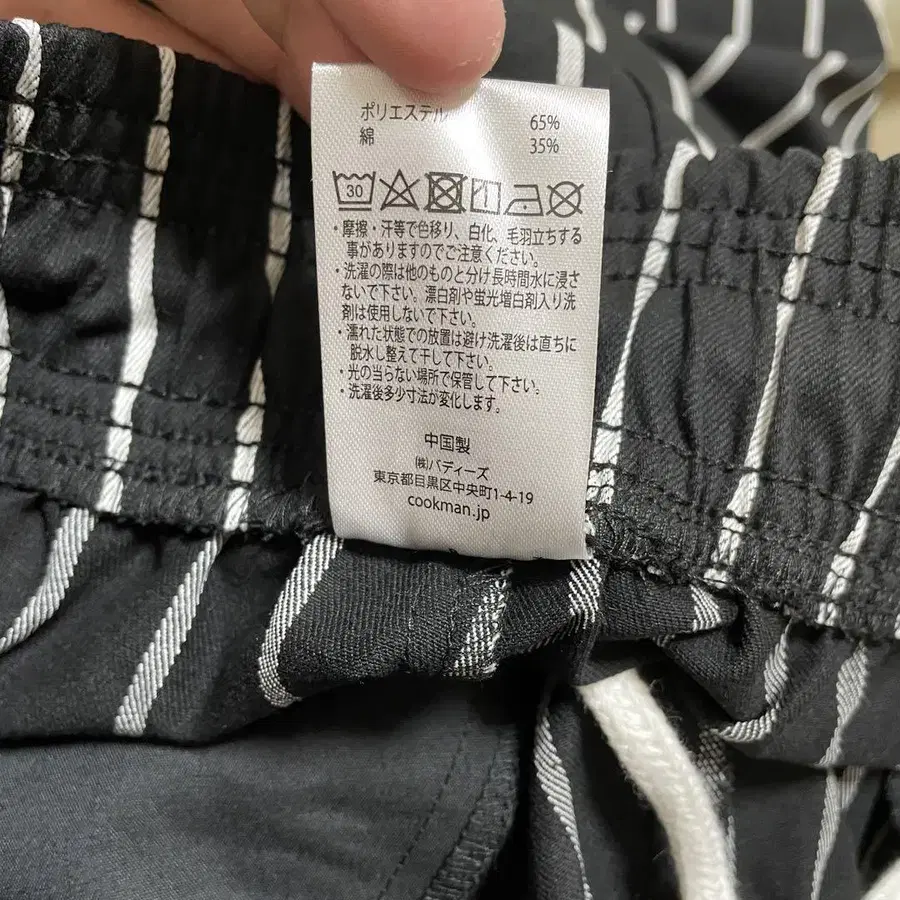 ポリエステル 65%
綿 35%
30
・摩擦・汗等で色移り、白化、毛羽立ちする
事がありますのでご注意ください。
・洗濯の際は他のものと分け長時間水に浸さ
ないで下さい。漂白剤や蛍光増白剤入り洗
剤は使用しないで下さい。
・濡れた状態での放置は避け洗濯後は直ちに
脱水し整えて干して下さい。
・光の当らない場所で保管して下さい。
・洗濯後多少寸法が変化します。
中国製
㈱バディーズ
東京都目黒区中央町1-4-19
cookman.jp